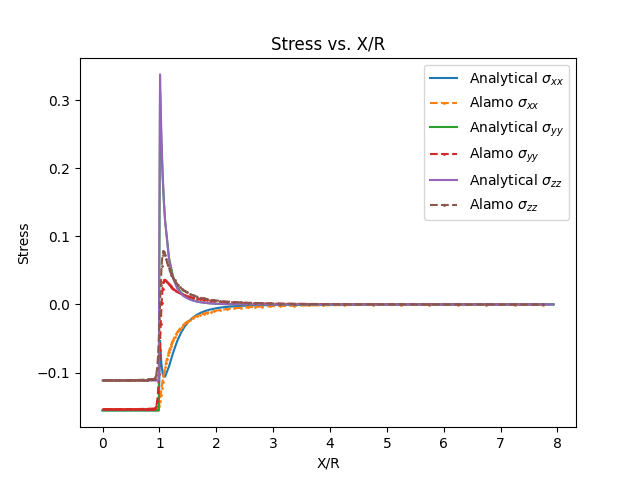 Stress vs. X/R
Analytical σxx
Alamo σxx
Analytical σyy
Alamo σyy
Analytical σzz
Alamo σzz
Stress
0.3
0.2
0.1
0.0
−0.1
0 1 2 3 4 5 6 7 8
X/R